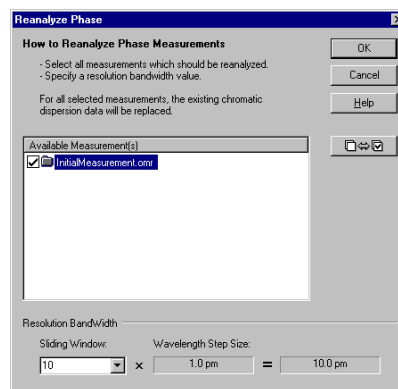 Reanalyze Phase
How to Reanalyze Phase Measurements
- Select all measurements which should be reanalyzed.
- Specify a resolution bandwidth value.
For all selected measurements, the existing chromatic
dispersion data will be replaced.
OK
Cancel
Help
Available Measurement(s)
InitialMeasurement.omr
Resolution BandWidth
Sliding Window: Wavelength Step Size:
10 × 1.0 pm = 10.0 pm